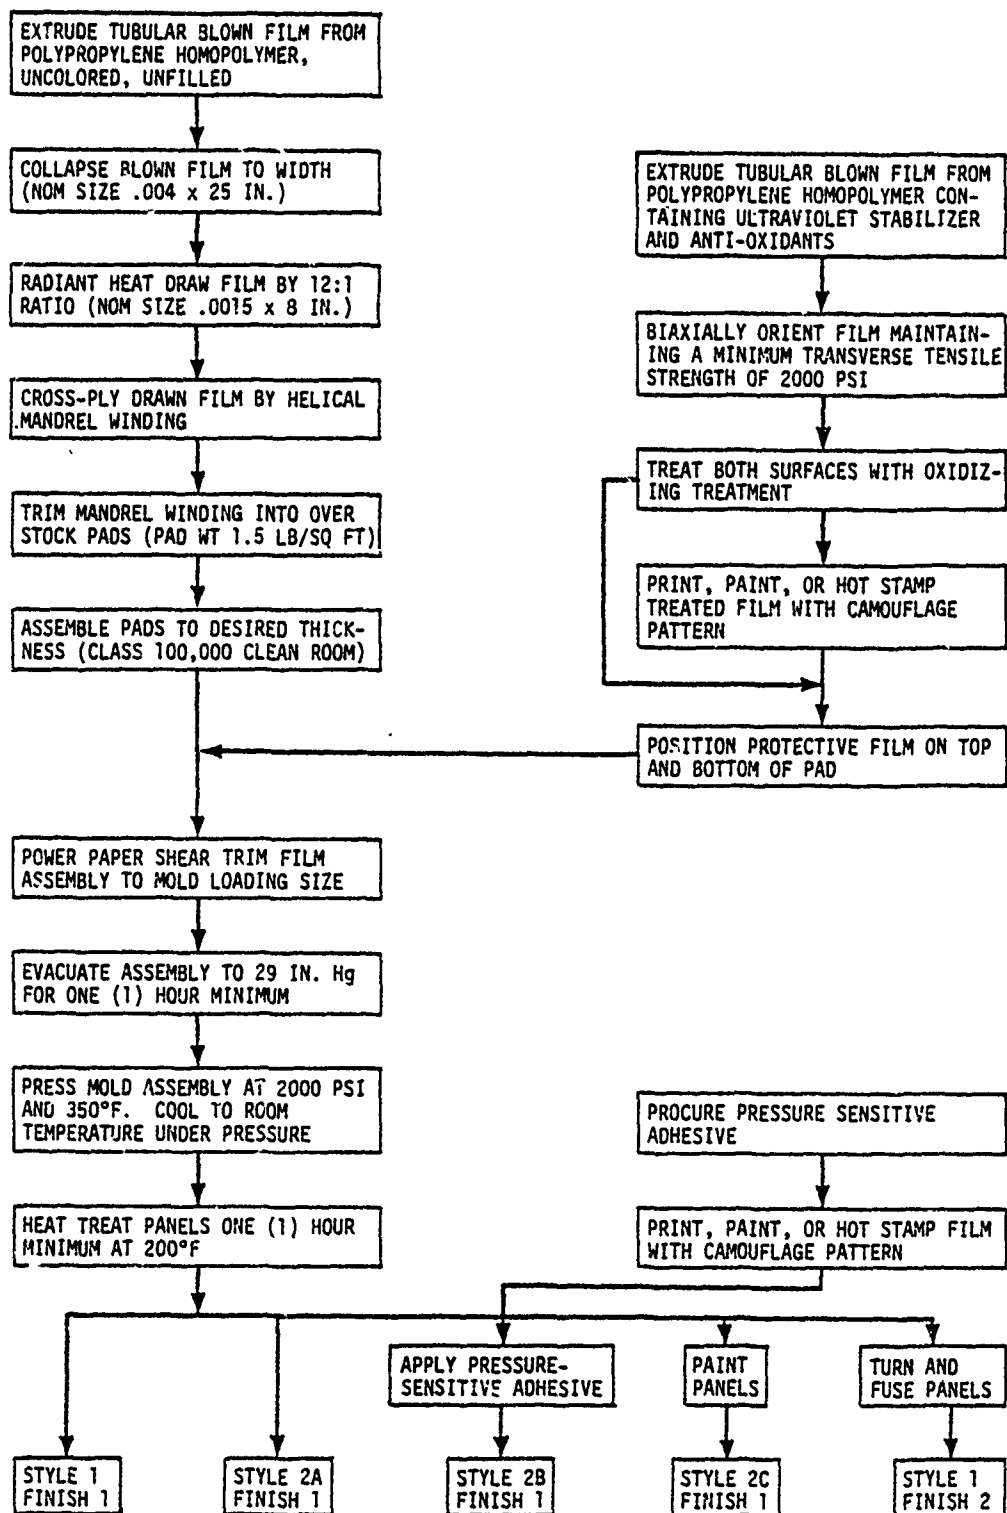 EXTRUDE TUBULAR BLOWN FILM FROM
POLYPROPYLENE HOMOPOLYMER,
UNCOLORED, UNFILLED
COLLAPSE BLOWN FILM TO WIDTH
(NOM SIZE .004 x 25 IN.)
RADIANT HEAT DRAW FILM BY 12:1
RATIO (NOM SIZE .0015 x 8 IN.)
CROSS-PLY DRAWN FILM BY HELICAL
MANDREL WINDING
TRIM MANDREL WINDING INTO OVER
STOCK PADS (PAD WT 1.5 LB/SQ FT)
ASSEMBLE PADS TO DESIRED THICK-
NESS (CLASS 100,000 CLEAN ROOM)
EXTRUDE TUBULAR BLOWN FILM FROM
POLYPROPYLENE HOMOPOLYMER CON-
TAINING ULTRAVIOLET STABILIZER
AND ANTI-OXIDANTS
BIAXIALLY ORIENT FILM MAINTAIN-
ING A MINIMUM TRANSVERSE TENSILE
STRENGTH OF 2000 PSI
TREAT BOTH SURFACES WITH OXIDIZ-
ING TREATMENT
PRINT, PAINT, OR HOT STAMP
TREATED FILM WITH CAMOUFLAGE
PATTERN
POSITION PROTECTIVE FILM ON TOP
AND BOTTOM OF PAD
POWER PAPER SHEAR TRIM FILM
ASSEMBLY TO MOLD LOADING SIZE
EVACUATE ASSEMBLY TO 29 IN. Hg
FOR ONE (1) HOUR MINIMUM
PRESS MOLD ASSEMBLY AT 2000 PSI
AND 350°F. COOL TO ROOM
TEMPERATURE UNDER PRESSURE
HEAT TREAT PANELS ONE (1) HOUR
MINIMUM AT 200°F
PROCURE PRESSURE SENSITIVE
ADHESIVE
PRINT, PAINT, OR HOT STAMP FILM
WITH CAMOUFLAGE PATTERN
APPLY PRESSURE-
SENSITIVE ADHESIVE
PAINT
PANELS
TURN AND
FUSE PANELS
STYLE 1
FINISH 1
STYLE 2A
FINISH 1
STYLE 2B
FINISH 1
STYLE 2C
FINISH 1
STYLE 1
FINISH 2